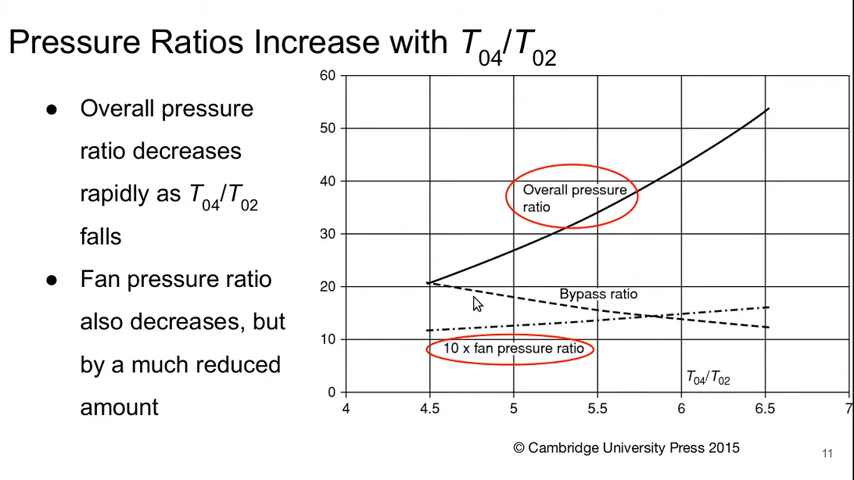 Pressure Ratios Increase with T04/T02
● Overall pressure
ratio decreases
rapidly as T04/T02
falls
● Fan pressure ratio
also decreases, but
by a much reduced
amount
60
50
40
30
20
10
0
Overall pressure
ratio
Bypass ratio
10 x fan pressure ratio
T04/T02
4 4.5 5 5.5 6 6.5 7
© Cambridge University Press 2015
11